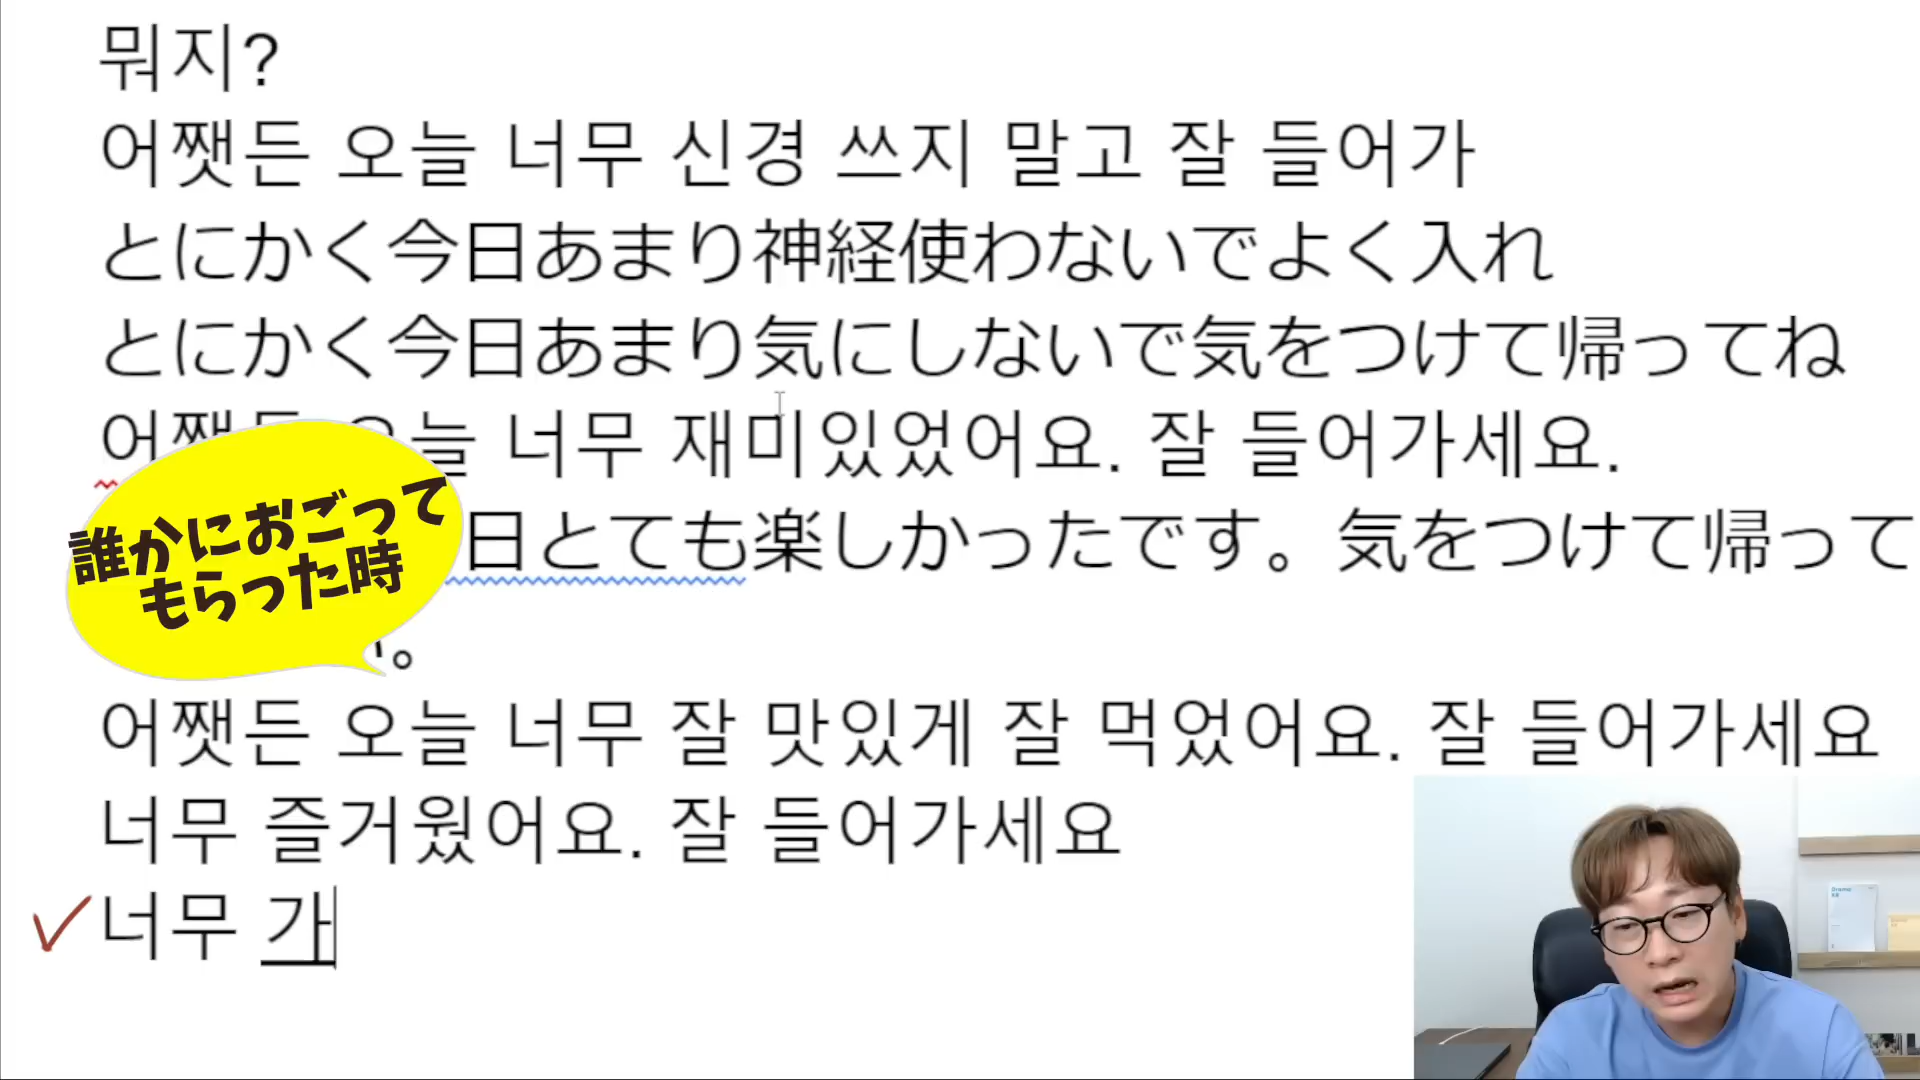 뭐지?
어쨋든 오늘 너무 신경 쓰지 말고 잘 들어가
とにかく今日あまり神経使わないでよく入れ
とにかく今日あまり気にしないで気をつけて帰ってね
어쨋든 오늘 너무 재미있었어요. 잘 들어가세요.
日とても楽しかったです。気をつけて帰って
。
誰かにおごって
もらった時
어쨋든 오늘 너무 잘 맛있게 잘 먹었어요. 잘 들어가세요
너무 즐거웠어요. 잘 들어가세요
너무 가